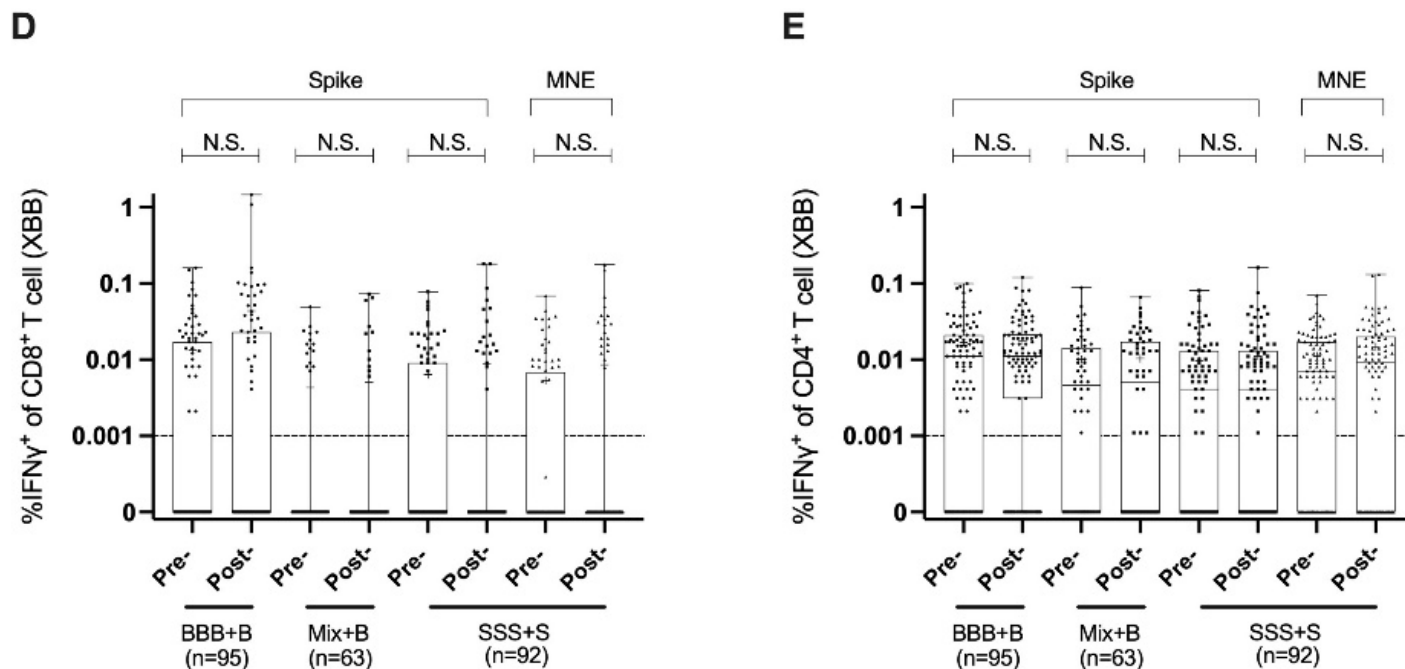 D
Spike
MNE
N.S.
N.S.
N.S.
N.S.
%IFNγ⁺ of CD8⁺ T cell (XBB)
1
0.1
0.01
0.001
0
Pre-
Post-
Pre-
Post-
Pre-
Post-
Pre-
Post-
BBB+B
(n=95)
Mix+B
(n=63)
SSS+S
(n=92)
E
Spike
MNE
N.S.
N.S.
N.S.
N.S.
%IFNγ⁺ of CD4⁺ T cell (XBB)
1
0.1
0.01
0.001
0
Pre-
Post-
Pre-
Post-
Pre-
Post-
Pre-
Post-
BBB+B
(n=95)
Mix+B
(n=63)
SSS+S
(n=92)